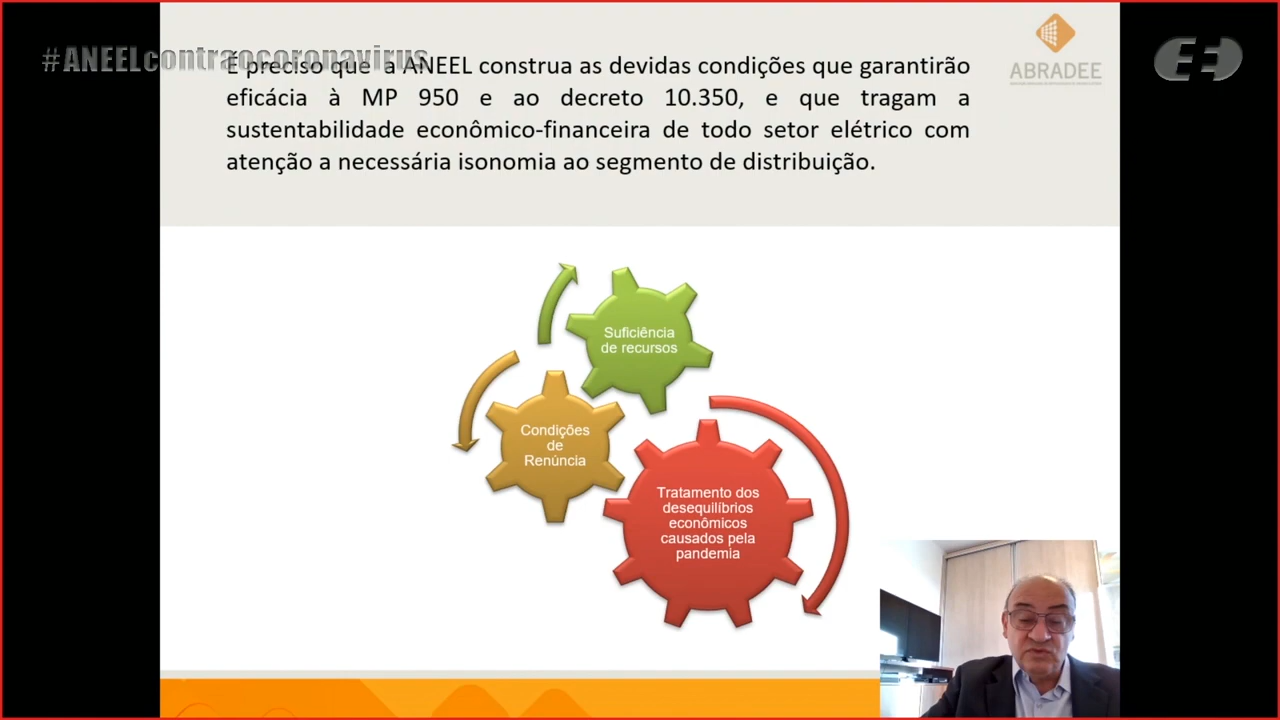 #ANEELcontraocoronavirus
É preciso que a ANEEL construa as devidas condições que garantirão
eficácia à MP 950 e ao decreto 10.350, e que tragam a
sustentabilidade econômico-financeira de todo setor elétrico com
atenção a necessária isonomia ao segmento de distribuição.
ABRADEE
Suficiência
de recursos
Condições
de
Renúncia
Tratamento dos
desequilíbrios
econômicos
causados pela
pandemia